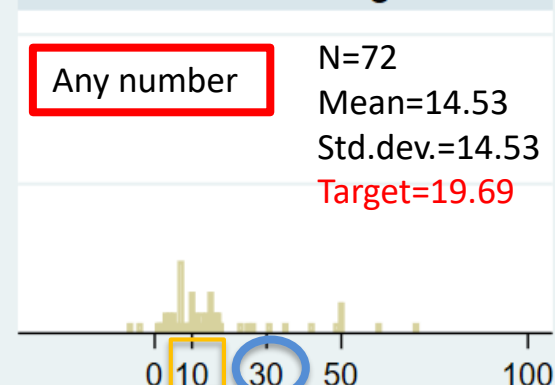 Any number
N=72
Mean=14.53
Std.dev.=14.53
Target=19.69
0 10 30 50 100